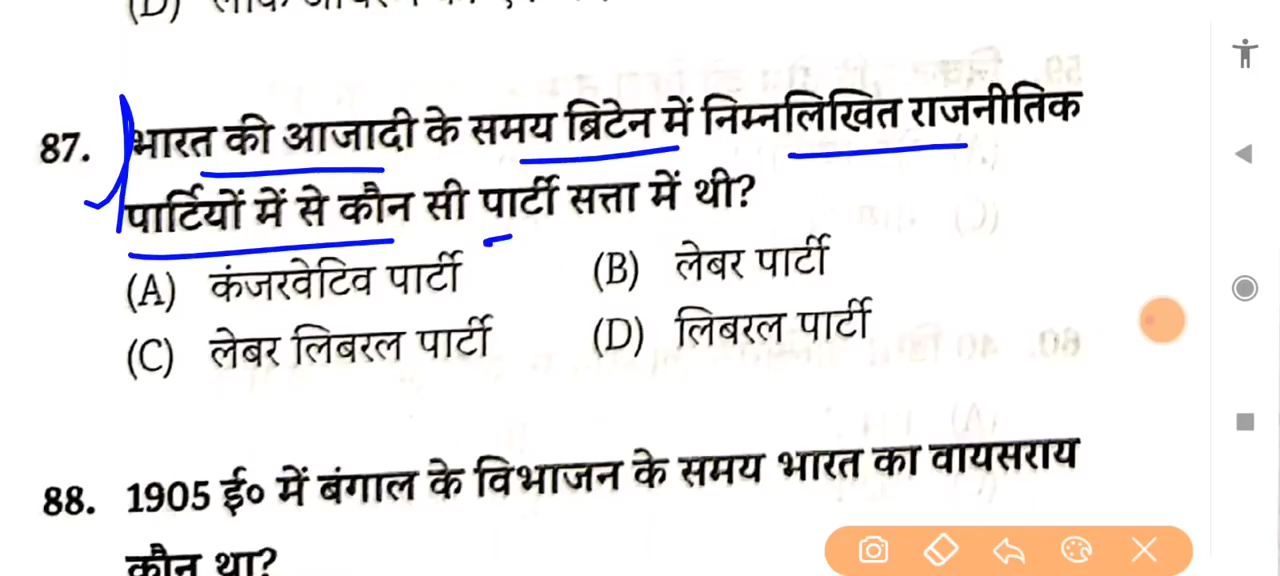 87. भारत की आजादी के समय ब्रिटेन में निम्नलिखित राजनीतिक
पार्टियों में से कौन सी पार्टी सत्ता में थी?
(A) कंजरवेटिव पार्टी (B) लेबर पार्टी
(C) लेबर लिबरल पार्टी (D) लिबरल पार्टी
88. 1905 ई० में बंगाल के विभाजन के समय भारत का वायसराय
कौन था?